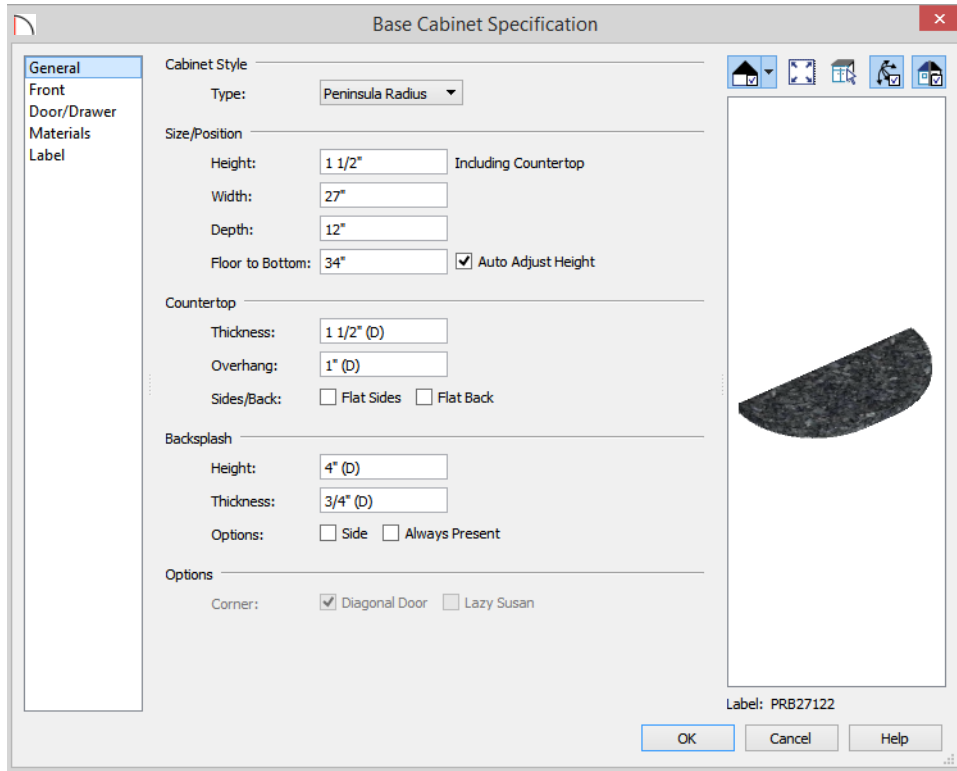 Base Cabinet Specification
General
Front
Door/Drawer
Materials
Label
Cabinet Style
Type: Peninsula Radius
Size/Position
Height: 1 1/2" Including Countertop
Width: 27"
Depth: 12"
Floor to Bottom: 34" Auto Adjust Height
Countertop
Thickness: 1 1/2" (D)
Overhang: 1" (D)
Sides/Back: Flat Sides Flat Back
Backsplash
Height: 4" (D)
Thickness: 3/4" (D)
Options: Side Always Present
Options
Corner: Diagonal Door Lazy Susan
Label: PRB27122
OK Cancel Help